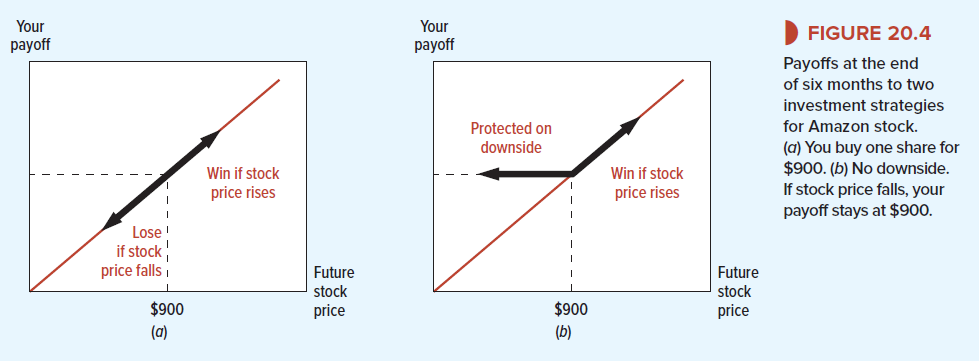 Your
payoff
Win if stock
price rises
Lose
if stock
price falls
Future
stock
price
$900
(a)
Your
payoff
Protected on
downside
Win if stock
price rises
Future
stock
price
$900
(b)
FIGURE 20.4
Payoffs at the end
of six months to two
investment strategies
for Amazon stock.
(a) You buy one share for
$900. (b) No downside.
If stock price falls, your
payoff stays at $900.